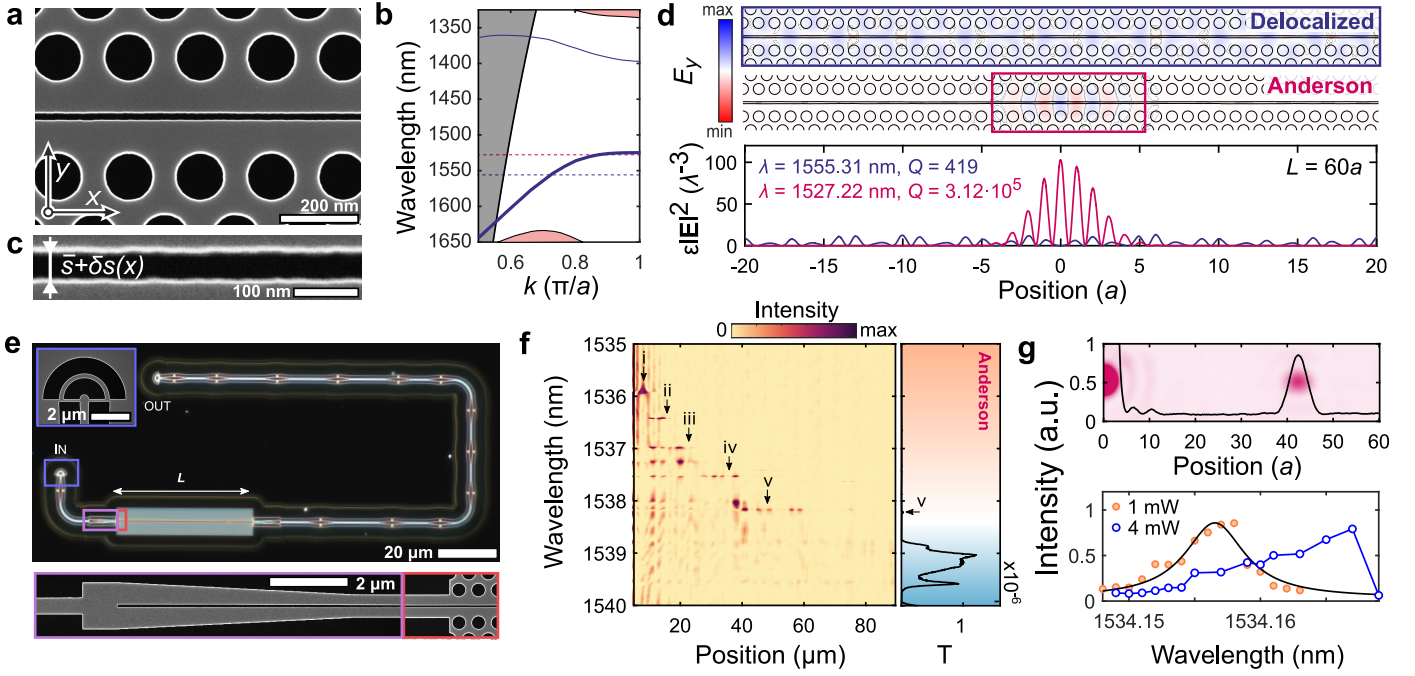 a
y
x
200 nm
c
s̄+δs(x)
100 nm
b
1350
1400
1450
1500
1550
1600
1650
Wavelength (nm)
0.6
0.8
1
k (π/a)
d
max
E_y
min
Delocalized
Anderson
λ = 1555.31 nm, Q = 419
λ = 1527.22 nm, Q = 3.12·10⁵
L = 60a
ε|E|² (λ⁻³)
100
50
0
-20 -15 -10 -5 0 5 10 15 20
Position (a)
e
2 µm
OUT
IN
L
20 µm
2 µm
f
Intensity
0 max
1535
1536
1537
1538
1539
1540
Wavelength (nm)
i
ii
iii
iv
v
20 40 60 80
Position (µm)
Anderson
v
x10⁻⁶
1
T
g
1
0.5
0
0 10 20 30 40 50 60
Position (a)
Intensity (a.u.)
1 mW
4 mW
1
0.5
0
1534.15 1534.16
Wavelength (nm)